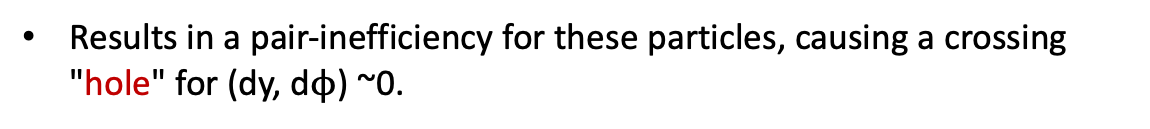 • Results in a pair-inefficiency for these particles, causing a crossing
"hole" for (dy, dϕ) ~0.